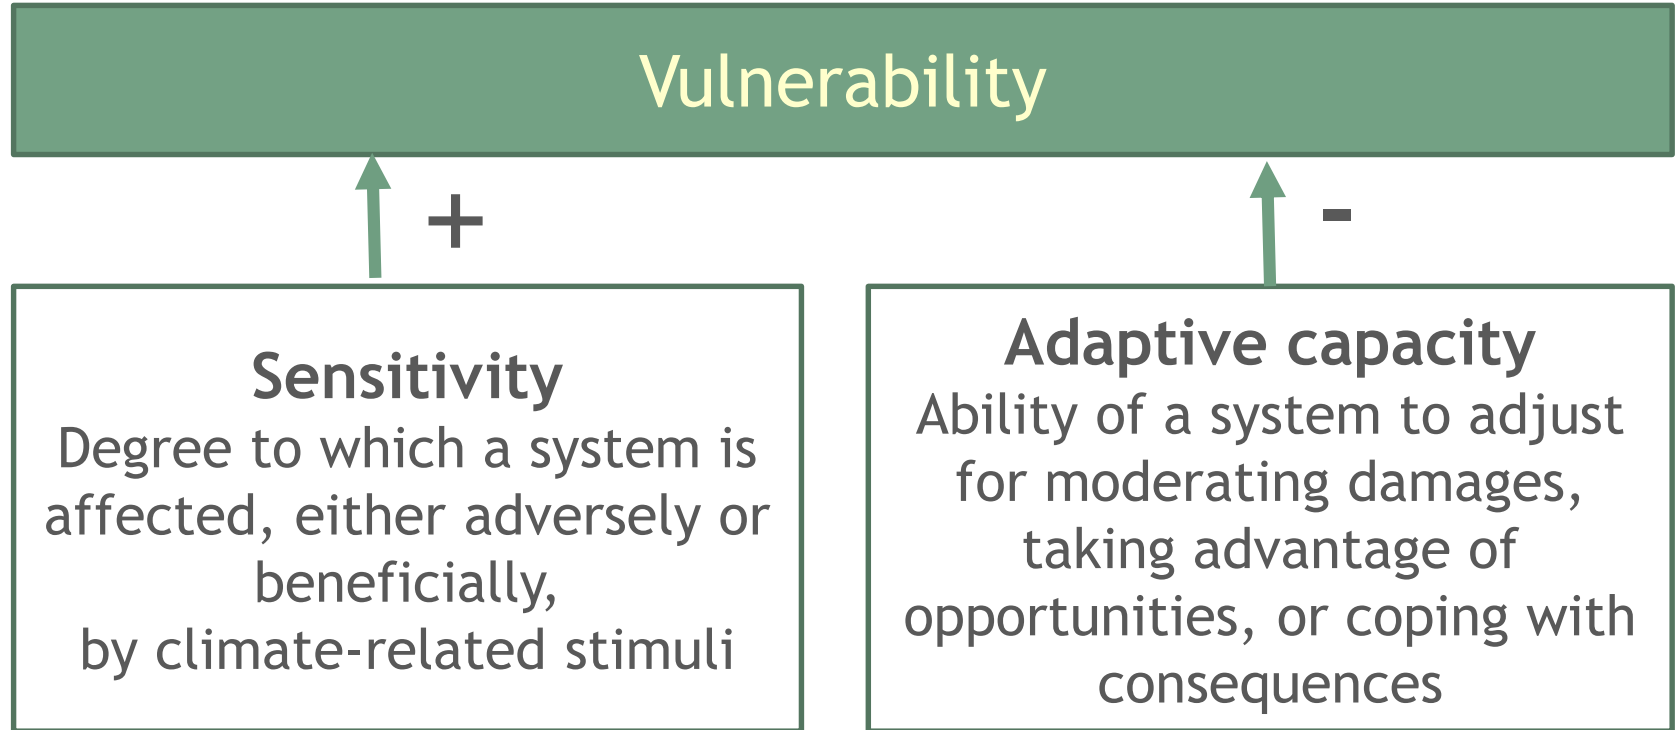 Vulnerability
+
-
Sensitivity
Degree to which a system is
affected, either adversely or
beneficially,
by climate-related stimuli
Adaptive capacity
Ability of a system to adjust
for moderating damages,
taking advantage of
opportunities, or coping with
consequences